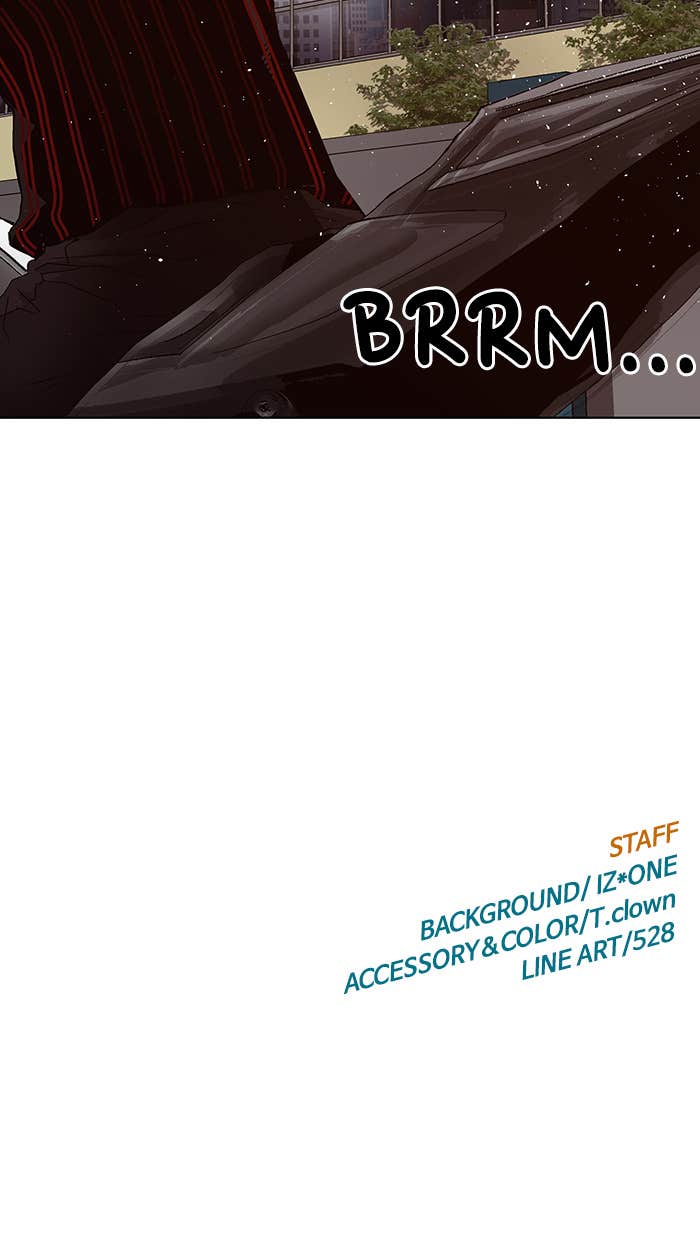 BRRM...
STAFF
BACKGROUND/ IZ*ONE
ACCESSORY&COLOR/T.clown
LINE ART/528